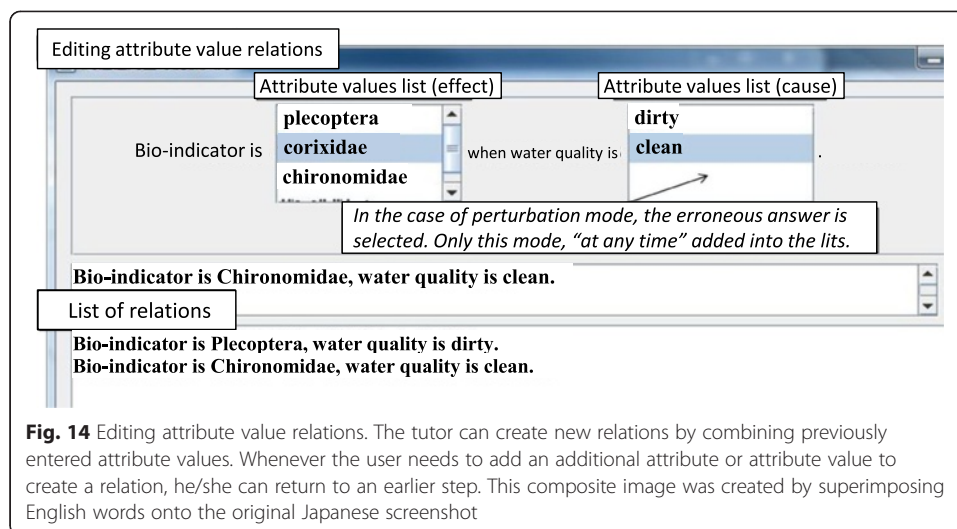 Editing attribute value relations
Attribute values list (effect)
Attribute values list (cause)
plecoptera
dirty
Bio-indicator is corixidae when water quality is clean .
chironomidae
In the case of perturbation mode, the erroneous answer is
selected. Only this mode, “at any time” added into the lits.
Bio-indicator is Chironomidae, water quality is clean.
List of relations
Bio-indicator is Plecoptera, water quality is dirty.
Bio-indicator is Chironomidae, water quality is clean.
Fig. 14 Editing attribute value relations. The tutor can create new relations by combining previously
entered attribute values. Whenever the user needs to add an additional attribute or attribute value to
create a relation, he/she can return to an earlier step. This composite image was created by superimposing
English words onto the original Japanese screenshot